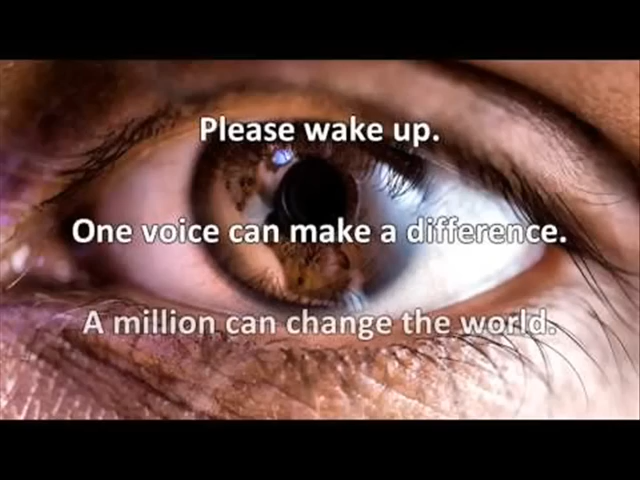 Please wake up.
One voice can make a difference.
A million can change the world.